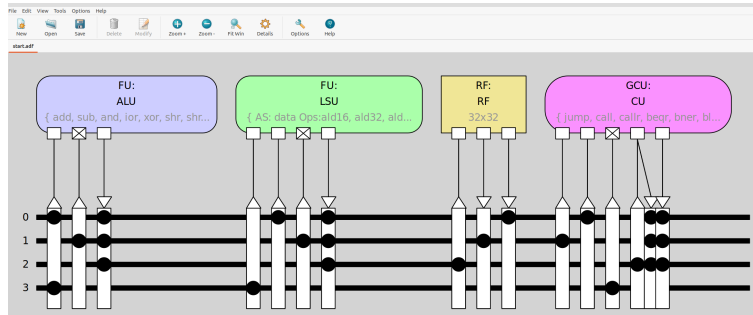 File Edit View Tools Options Help
New Open Save Delete Modify Zoom + Zoom - Fit Win Details Options Help
start.adf
FU: FU: RF: GCU:
ALU LSU RF CU
{ add, sub, and, ior, xor, shr, shr... { AS: data Ops:ald16, ald32, ald... 32x32 { jump, call, callr, beqr, bner, bl...
0
1
2
3